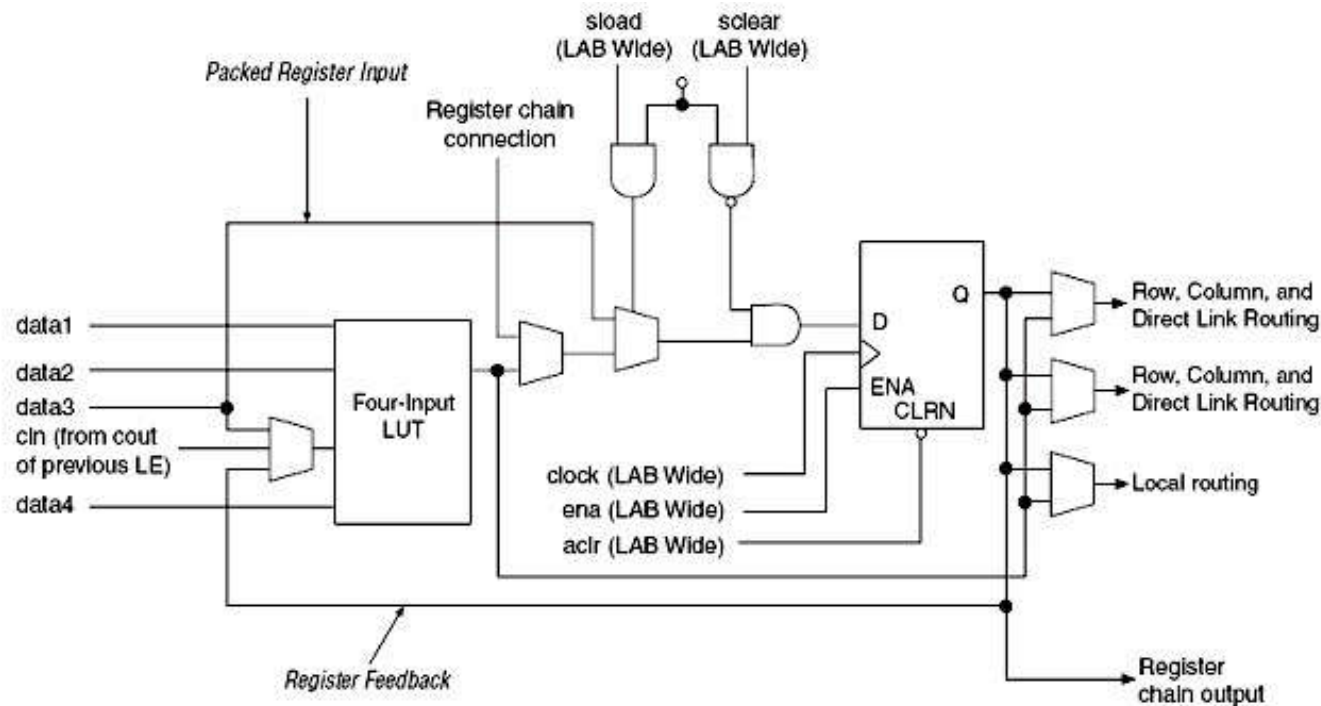 sload
(LAB Wide)
sclear
(LAB Wide)
Packed Register Input
Register chain
connection
data1
data2
data3
cin (from cout
of previous LE)
data4
Four-Input
LUT
Q
D
ENA
CLRN
clock (LAB Wide)
ena (LAB Wide)
aclr (LAB Wide)
Row, Column, and
Direct Link Routing
Row, Column, and
Direct Link Routing
Local routing
Register Feedback
Register
chain output